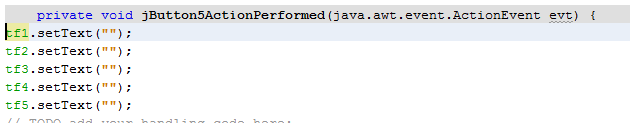 private void jButton5ActionPerformed(java.awt.event.ActionEvent evt) {
tf1.setText("");
tf2.setText("");
tf3.setText("");
tf4.setText("");
tf5.setText("");
// TODO add your handling code here: